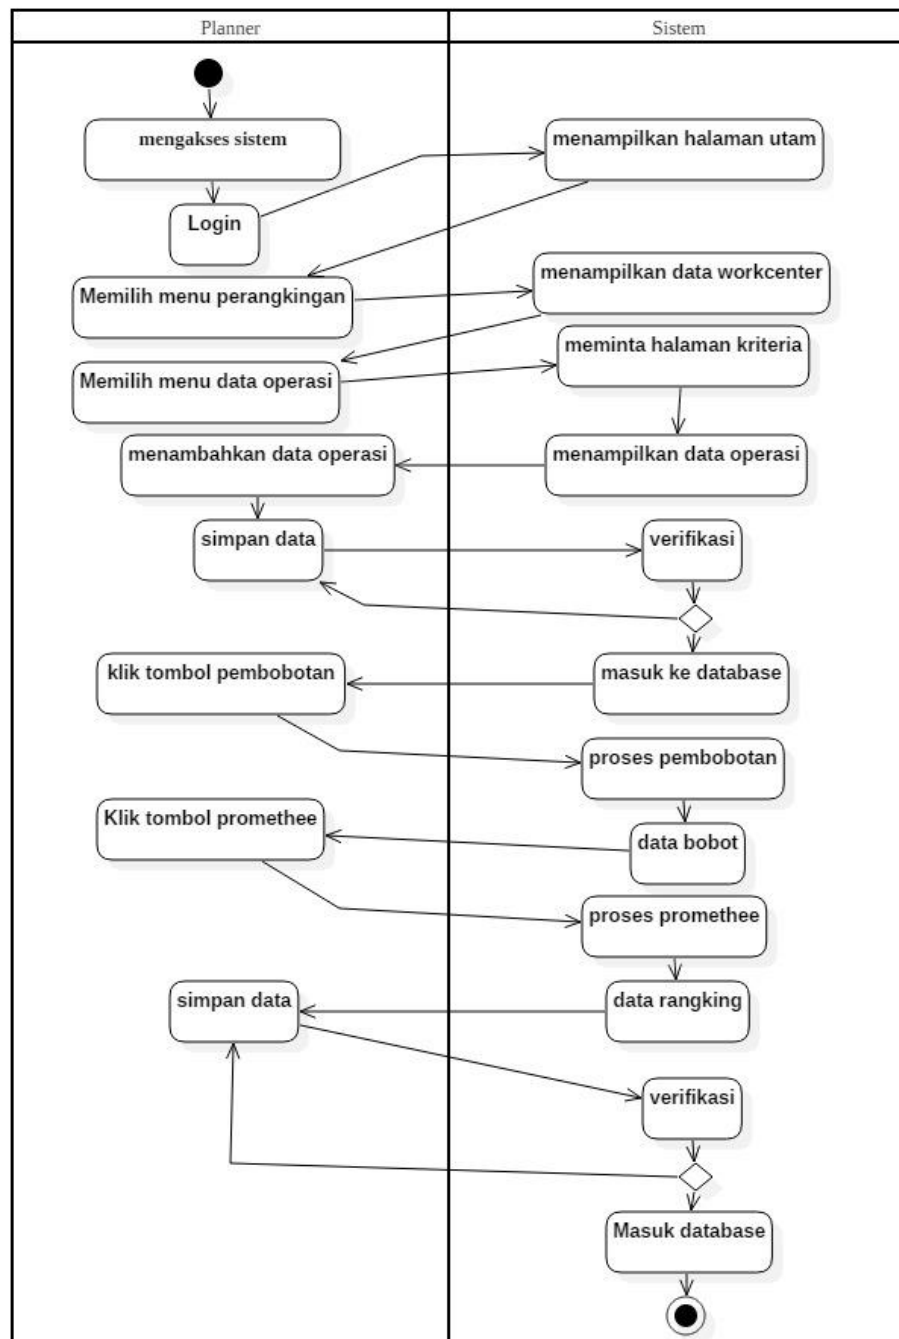 Planner
Sistem
mengakses sistem
menampilkan halaman utam
Login
menampilkan data workcenter
Memilih menu perangkingan
meminta halaman kriteria
Memilih menu data operasi
menambahkan data operasi
menampilkan data operasi
simpan data
verifikasi
klik tombol pembobotan
masuk ke database
proses pembobotan
Klik tombol promethee
data bobot
proses promethee
simpan data
data rangking
verifikasi
Masuk database